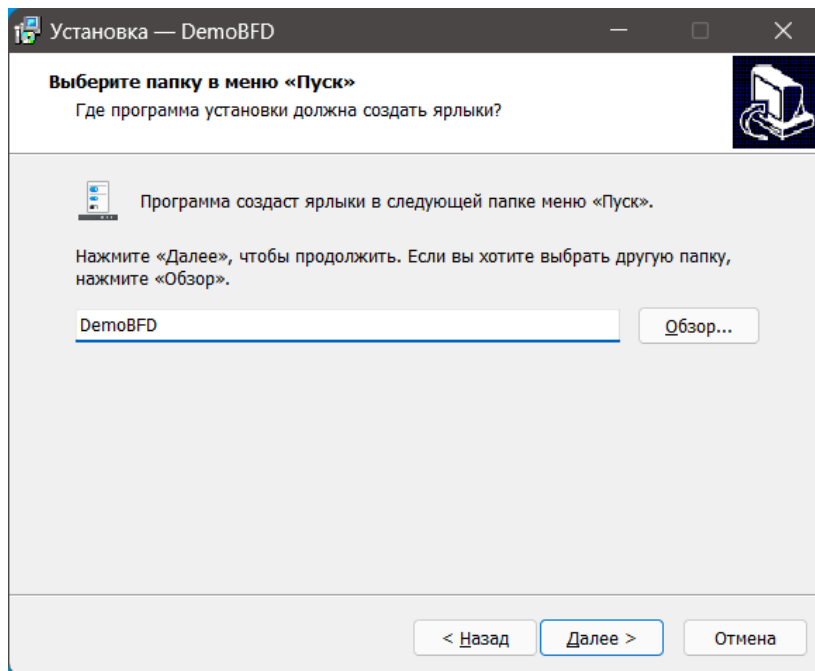 Установка — DemoBFD
Выберите папку в меню «Пуск»
Где программа установки должна создать ярлыки?
Программа создаст ярлыки в следующей папке меню «Пуск».
Нажмите «Далее», чтобы продолжить. Если вы хотите выбрать другую папку,
нажмите «Обзор».
DemoBFD
Обзор...
< Назад
Далее >
Отмена